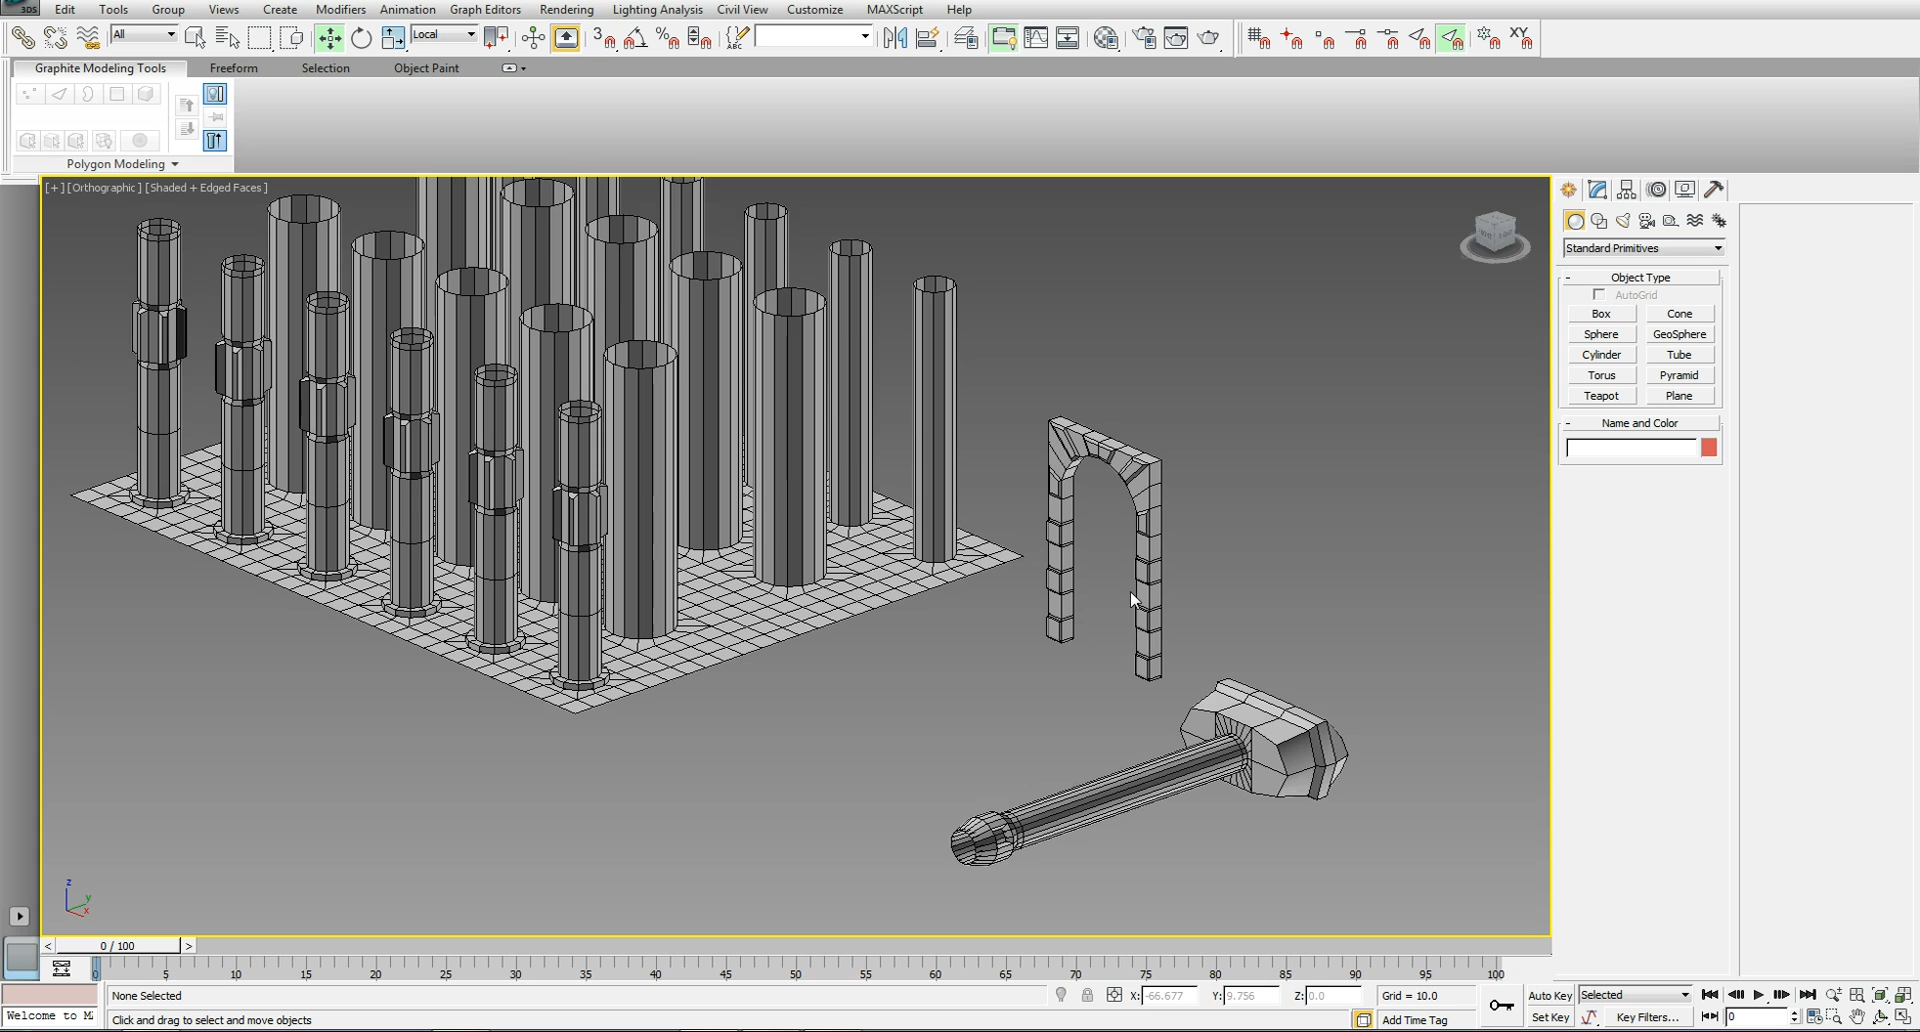 3DS
Edit Tools Group Views Create Modifiers Animation Graph Editors Rendering Lighting Analysis Civil View Customize MAXScript Help
All Local 3 % ABC XY
Graphite Modeling Tools Freeform Selection Object Paint
Polygon Modeling
[+][Orthographic][Shaded + Edged Faces]
Standard Primitives
- Object Type
AutoGrid
Box Cone
Sphere GeoSphere
Cylinder Tube
Torus Pyramid
Teapot Plane
- Name and Color
z
y
x
< 0 / 100 >
0 5 10 15 20 25 30 35 40 45 50 55 60 65 70 75 80 85 90 95 100
None Selected X: -66.677 Y: 9.756 Z: 0.0 Grid = 10.0 Auto Key Selected
Welcome to M
Click and drag to select and move objects Add Time Tag Set Key Key Filters... 0